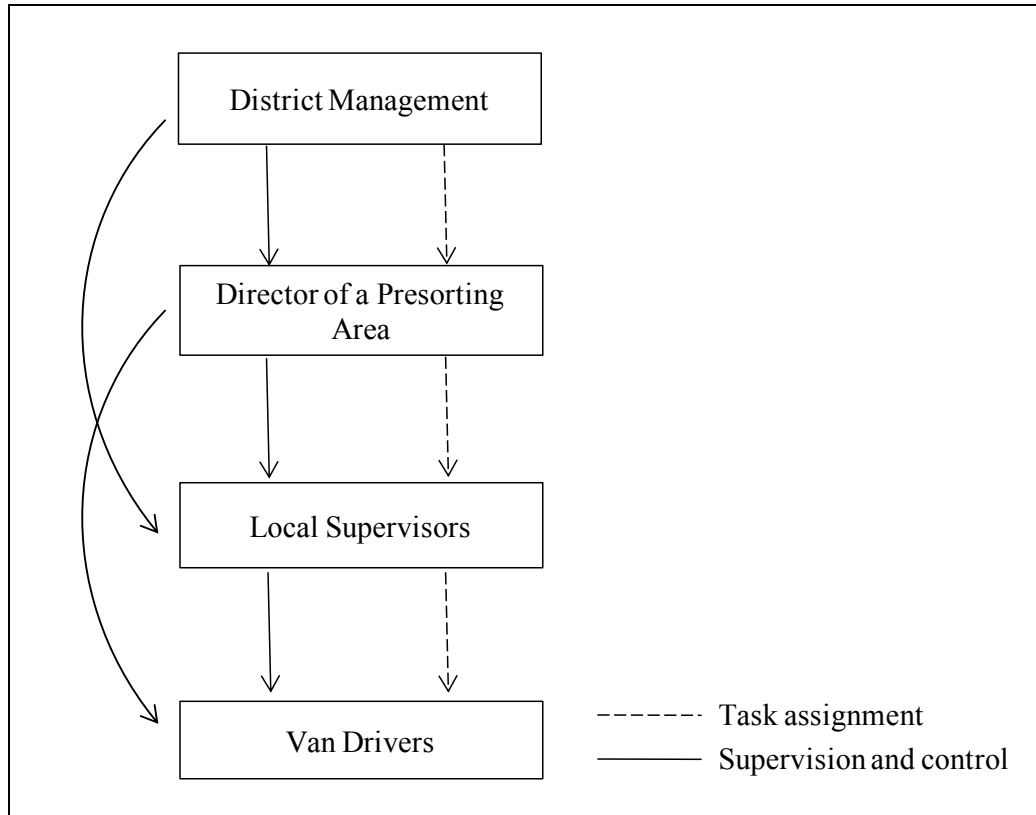 District Management
Director of a Presorting
Area
Local Supervisors
Van Drivers
Task assignment
Supervision and control